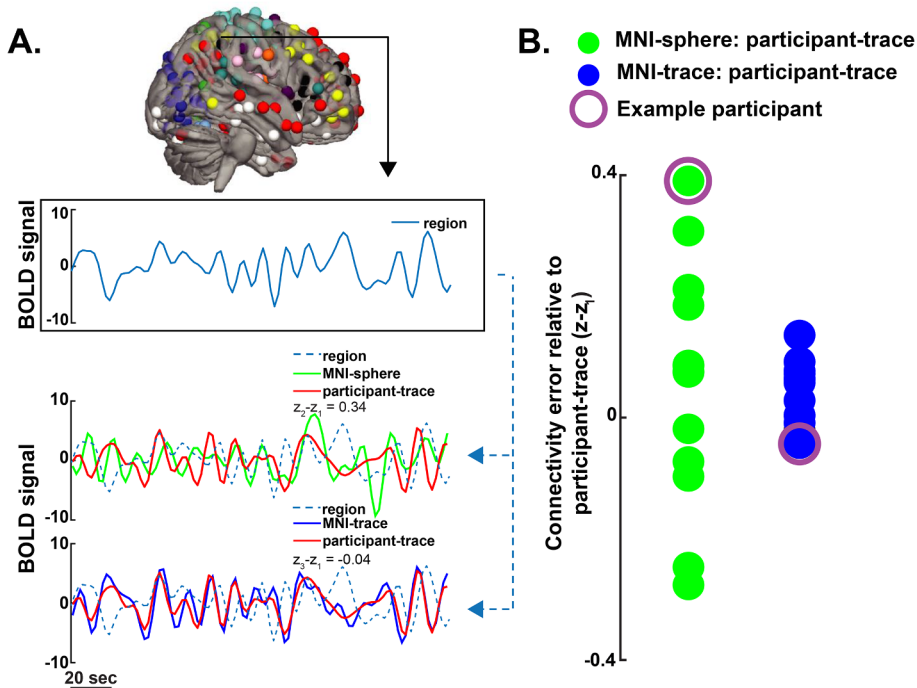 A.
BOLD signal
10
0
-10
region
region
MNI-sphere
participant-trace
z2-z1 = 0.34
BOLD signal
10
0
-10
region
MNI-trace
participant-trace
z3-z1 = -0.04
10
0
-10
20 sec
B.
MNI-sphere: participant-trace
MNI-trace: participant-trace
Example participant
Connectivity error relative to
participant-trace (z-z1)
0.4
0
-0.4